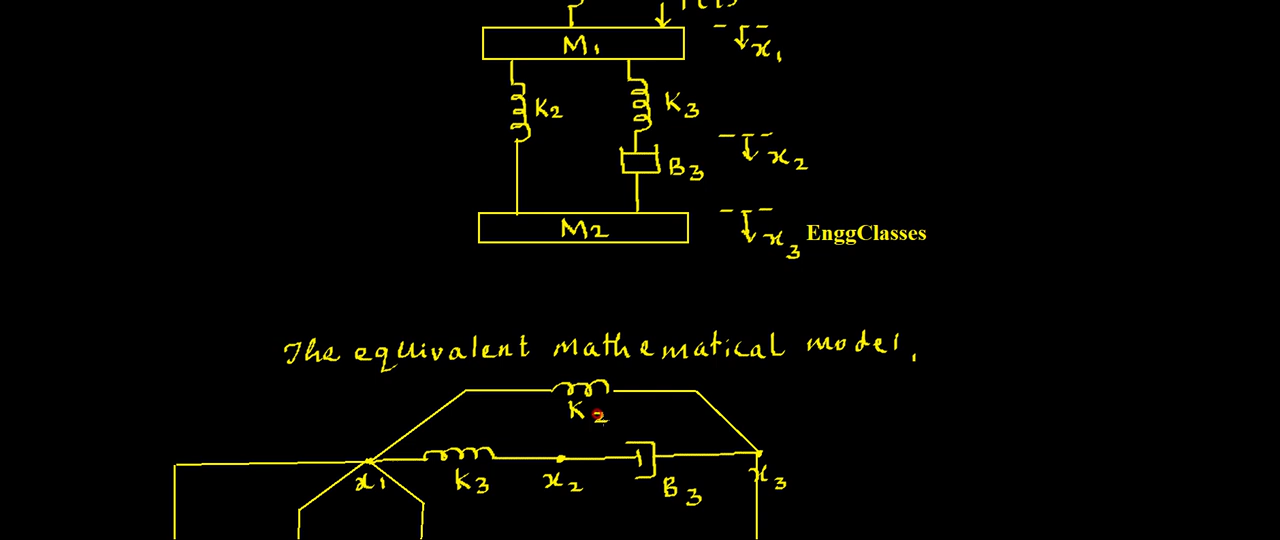 M1
x1
K2
K3
x2
B3
M2
x3
EnggClasses
The equivalent Mathematical model.
K2
x1
K3
x2
B3
x3